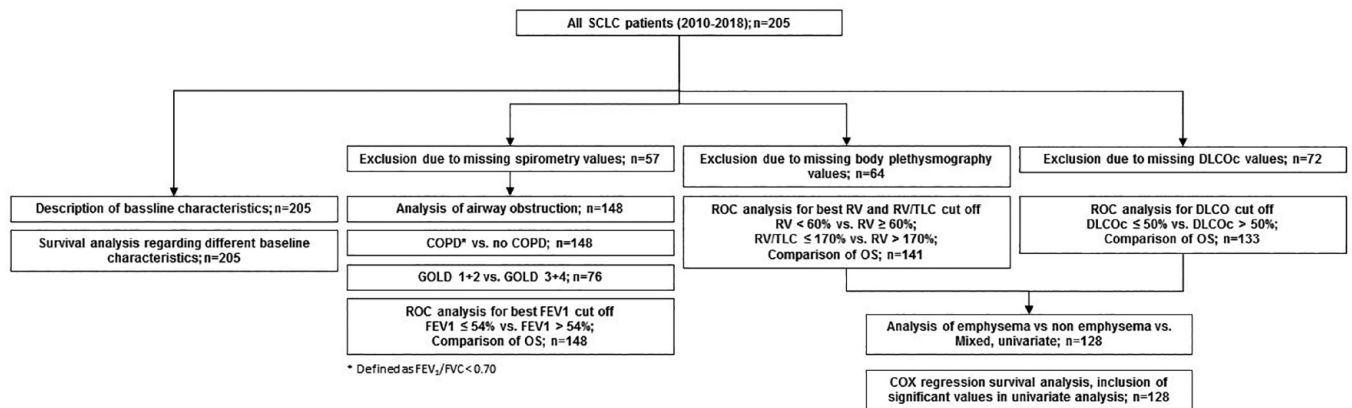 All SCLC patients (2010-2018); n=205
Exclusion due to missing spirometry values; n=57
Exclusion due to missing body plethysmography
values; n=64
Exclusion due to missing DLCOc values; n=72
Description of bassline characteristics; n=205
Survival analysis regarding different baseline
characteristics; n=205
Analysis of airway obstruction; n=148
COPD* vs. no COPD; n=148
GOLD 1+2 vs. GOLD 3+4; n=76
ROC analysis for best FEV1 cut off
FEV1 ≤ 54% vs. FEV1 > 54%;
Comparison of OS; n=148
* Defined as FEV₁/FVC < 0.70
ROC analysis for best RV and RV/TLC cut off
RV < 60% vs. RV ≥ 60%;
RV/TLC ≤ 170% vs. RV > 170%;
Comparison of OS; n=141
ROC analysis for DLCO cut off
DLCOc ≤ 50% vs. DLCOc > 50%;
Comparison of OS; n=133
Analysis of emphysema vs non emphysema vs.
Mixed, univariate; n=128
COX regression survival analysis, inclusion of
significant values in univariate analysis; n=128